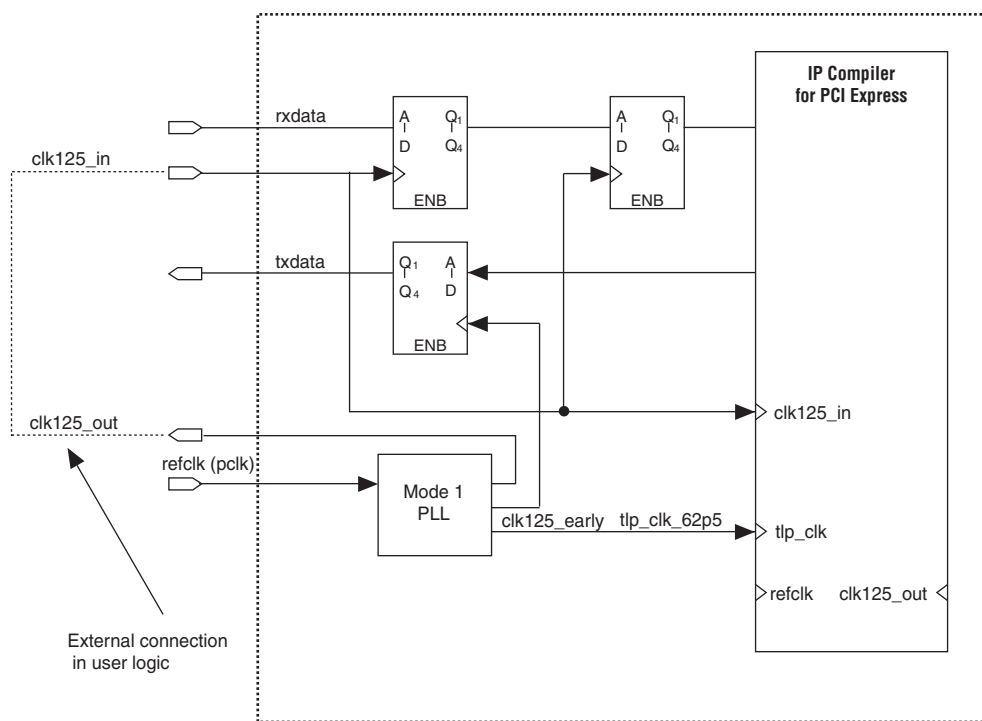 IP Compiler
for PCI Express
rxdata
A
D
Q1
Q4
ENB
A
D
Q1
Q4
ENB
clk125_in
txdata
Q1
Q4
A
D
ENB
clk125_in
clk125_out
refclk (pclk)
Mode 1
PLL
clk125_early
tlp_clk_62p5
tlp_clk
refclk
clk125_out
External connection
in user logic